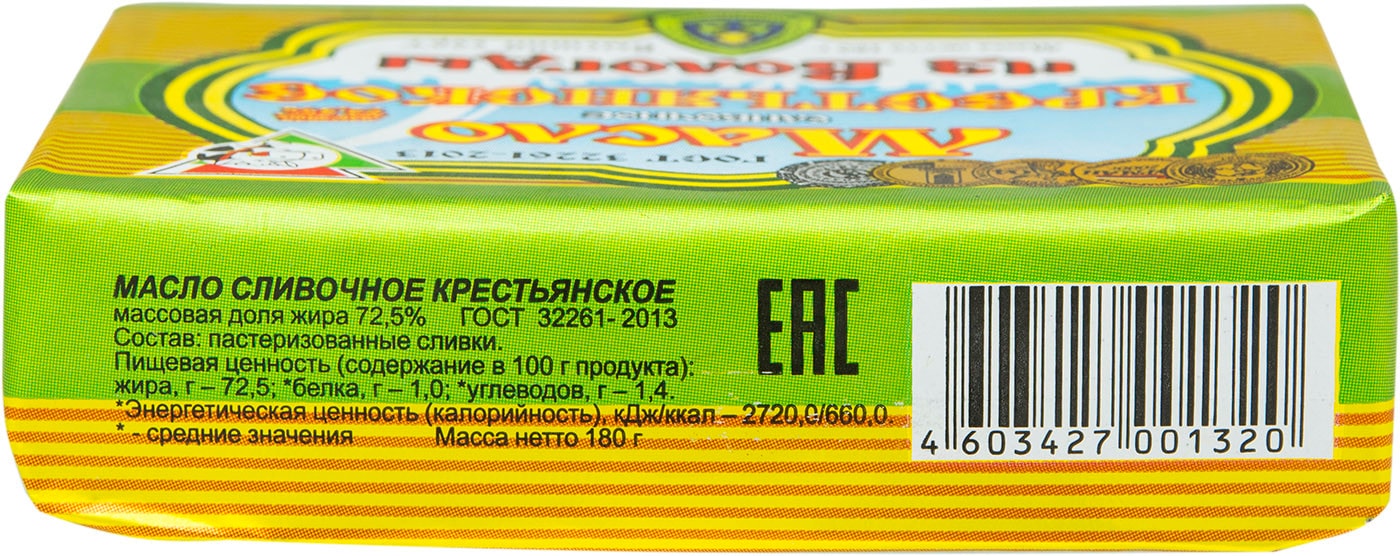 из Вологды
КРЕСТЬЯНСКОЕ
Масло
ГОСТ 32261-2013
МАСЛО СЛИВОЧНОЕ КРЕСТЬЯНСКОЕ
массовая доля жира 72,5% ГОСТ 32261- 2013
Состав: пастеризованные сливки.
Пищевая ценность (содержание в 100 г продукта):
жира, г – 72,5; *белка, г – 1,0; *углеводов, г – 1,4.
*Энергетическая ценность (калорийность), кДж/ккал – 2720,0/660,0.
* - средние значения Масса нетто 180 г
EAC
4 603427 001320